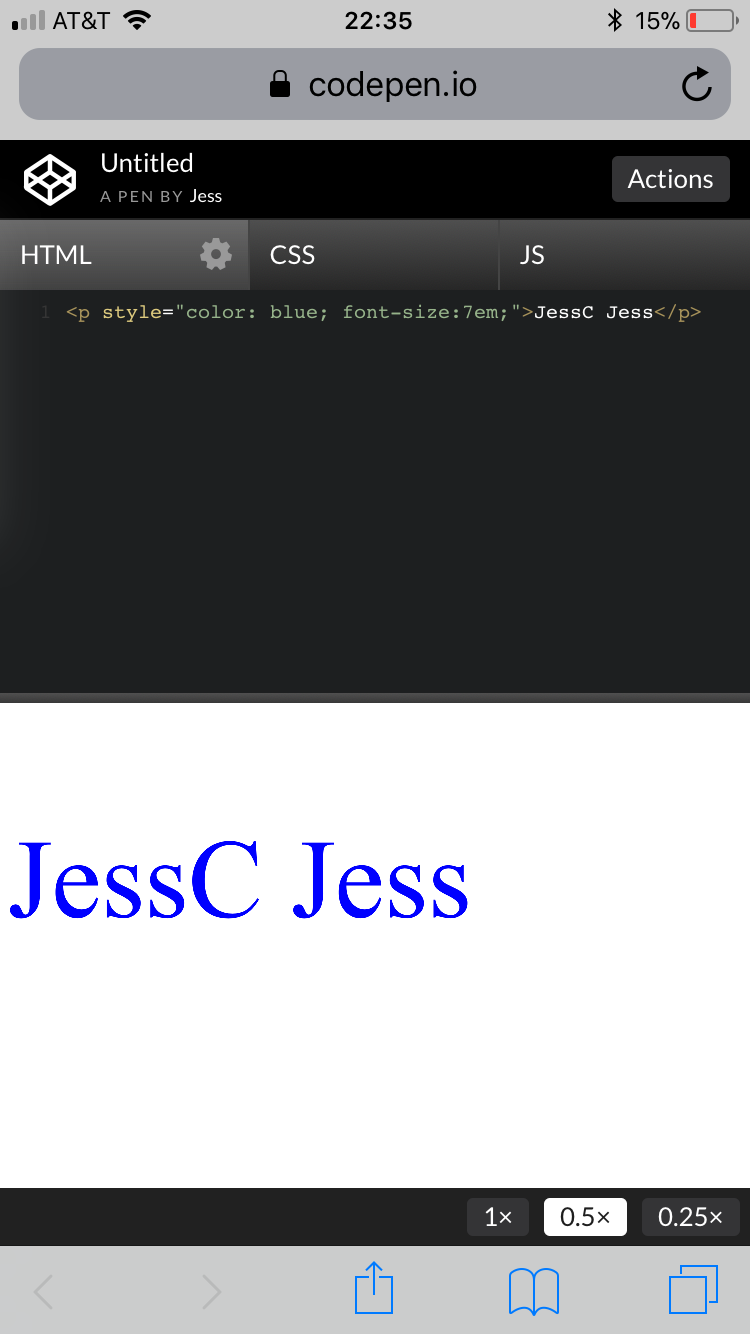 AT&T 22:35 15%
codepen.io
Untitled
A PEN BY Jess
Actions
HTML CSS JS
1 <p style="color: blue; font-size:7em;">JessC Jess</p>
JessC Jess
1× 0.5× 0.25×